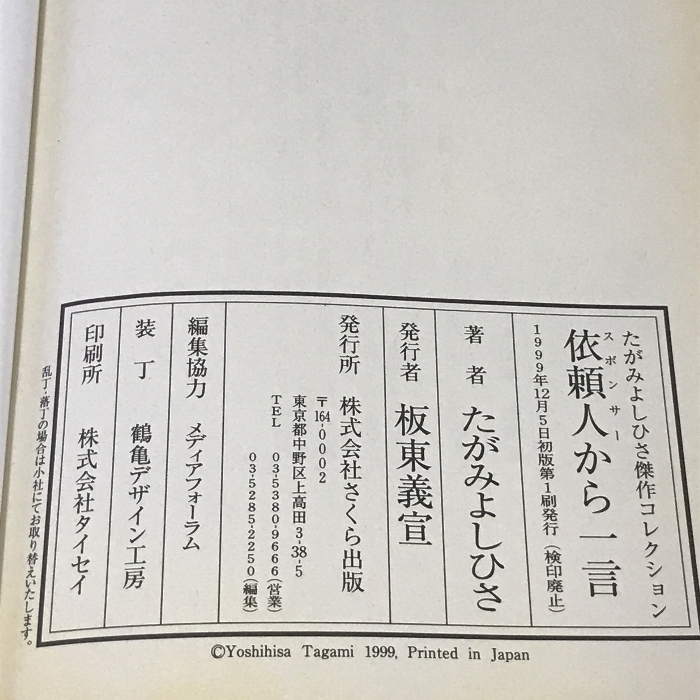 たがみよしひさ傑作コレクション
スポンサー
依頼人から一言
1999年12月5日初版第1刷発行（検印廃止）
著者 たがみよしひさ
発行者 板東義宣
発行所 株式会社さくら出版
〒164-0002
東京都中野区上高田3-38-5
TEL 03-5380-9666(営業)
03-5285-2250(編集)
編集協力 メディアフォーラム
装丁 鶴亀デザイン工房
印刷所 株式会社タイセイ
乱丁・落丁の場合は小社にてお取り替えいたします。
©Yoshihisa Tagami 1999, Printed in Japan